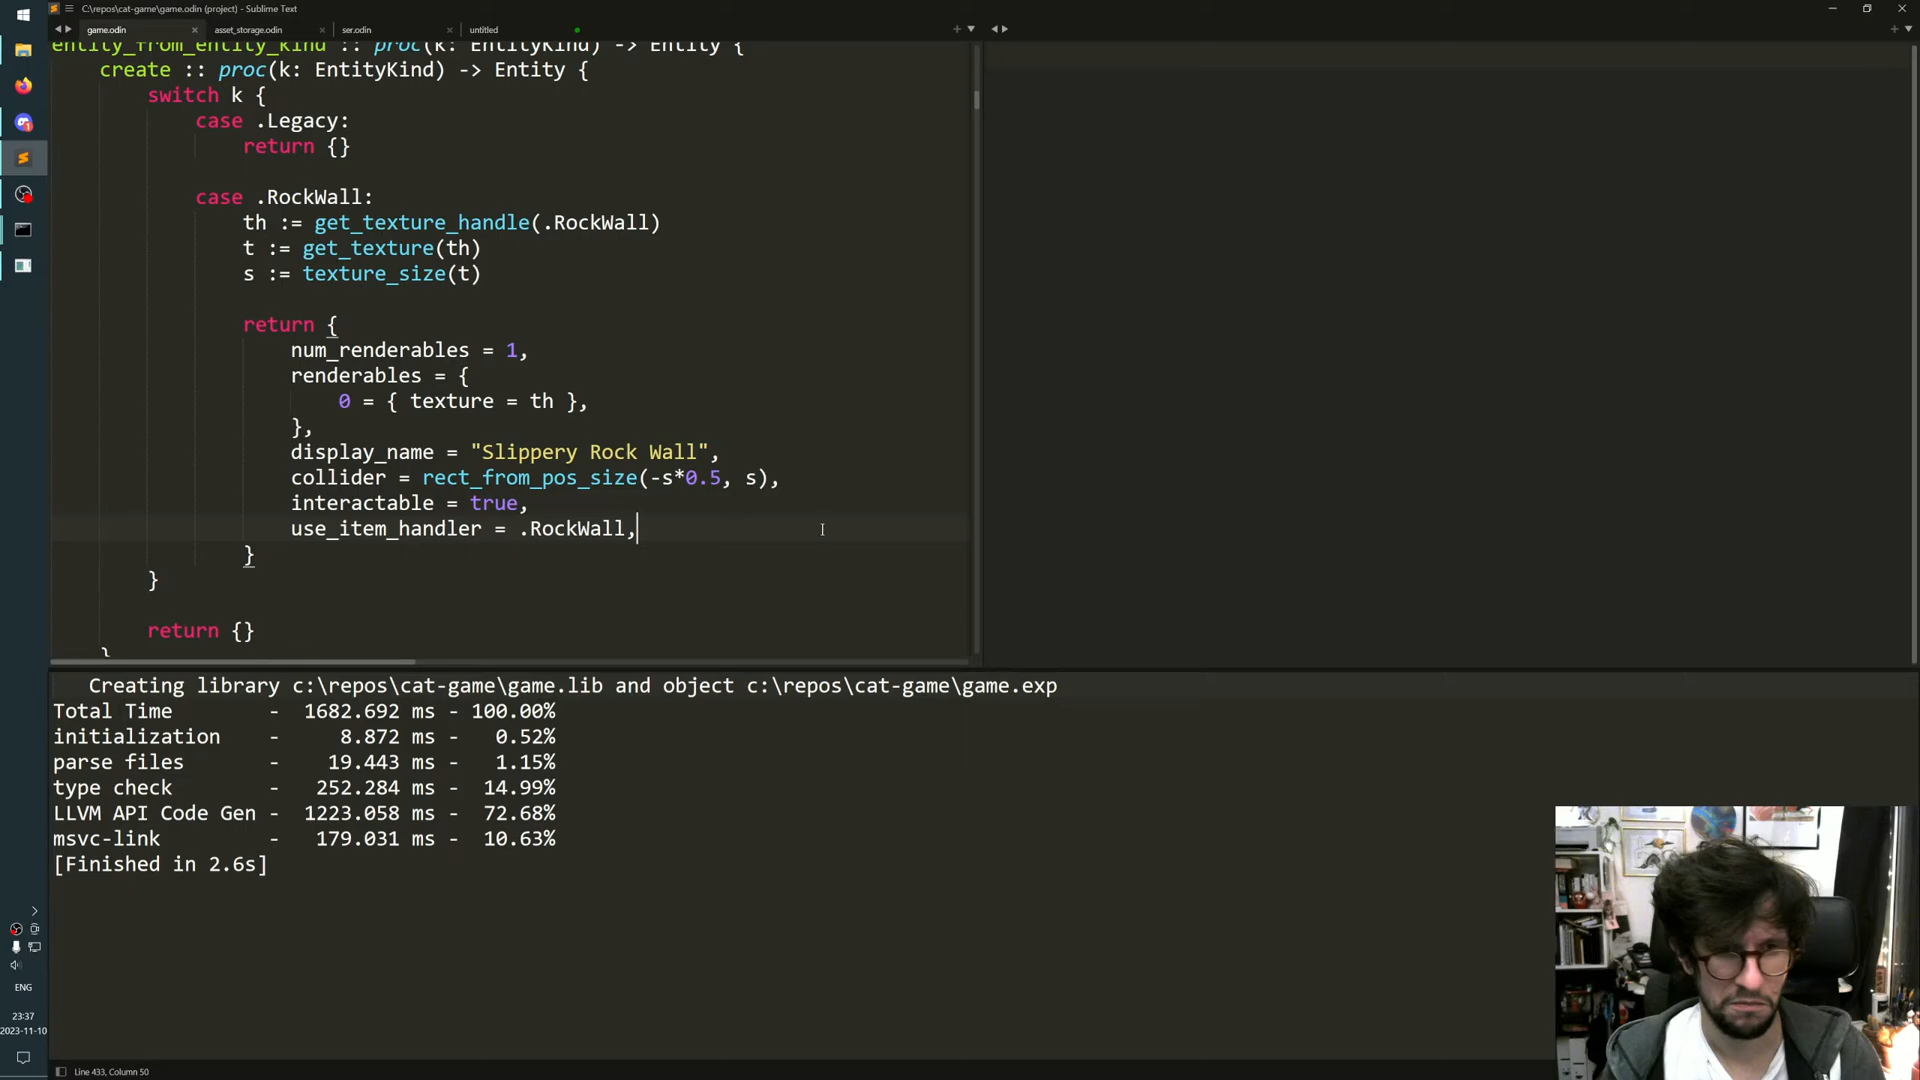 C:\repos\cat-game\game.odin (project) - Sublime Text
game.odin
asset_storage.odin
ser.odin
untitled
entity_from_entity_kind :: proc(k: EntityKind) -> Entity {
create :: proc(k: EntityKind) -> Entity {
switch k {
case .Legacy:
return {}
case .RockWall:
th := get_texture_handle(.RockWall)
t := get_texture(th)
s := texture_size(t)
return {
num_renderables = 1,
renderables = {
0 = { texture = th },
},
display_name = "Slippery Rock Wall",
collider = rect_from_pos_size(-s*0.5, s),
interactable = true,
use_item_handler = .RockWall,
}
}
return {}
}
Creating library c:\repos\cat-game\game.lib and object c:\repos\cat-game\game.exp
Total Time - 1682.692 ms - 100.00%
initialization - 8.872 ms - 0.52%
parse files - 19.443 ms - 1.15%
type check - 252.284 ms - 14.99%
LLVM API Code Gen - 1223.058 ms - 72.68%
msvc-link - 179.031 ms - 10.63%
[Finished in 2.6s]
ENG
23:37
2023-11-10
Line 433, Column 50